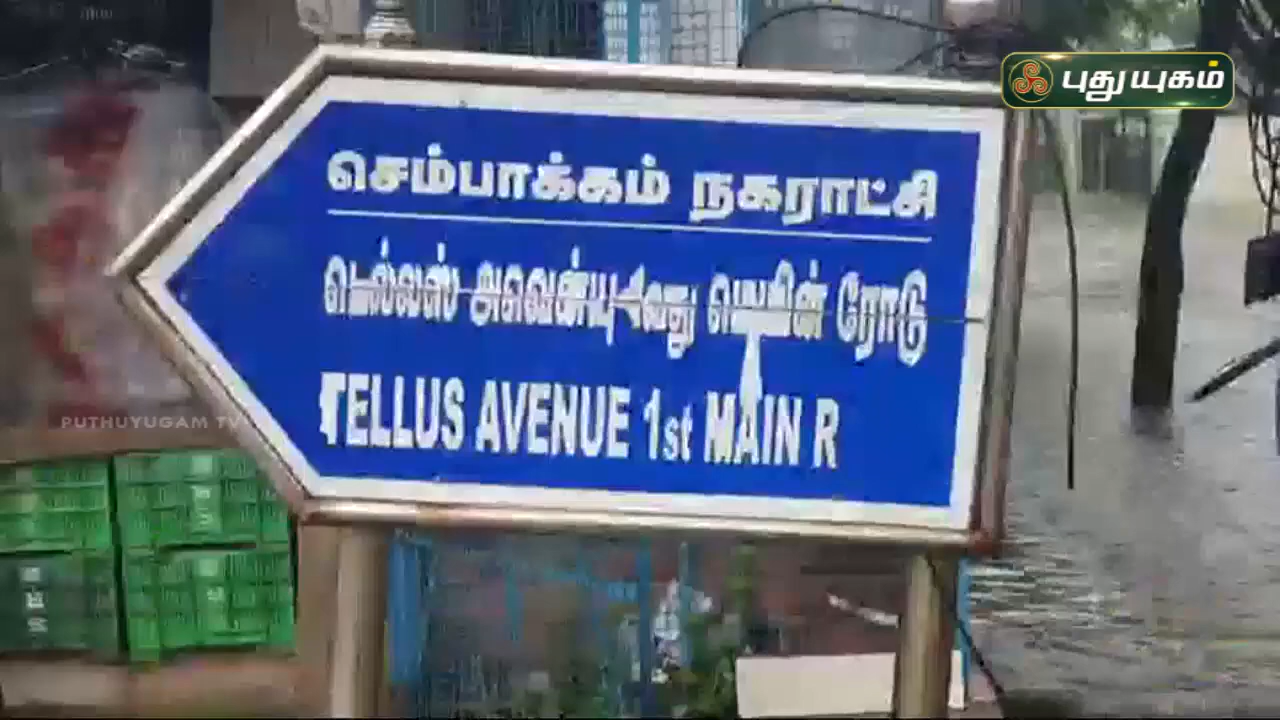 புதுயுகம்
செம்பாக்கம் நகராட்சி
டெல்லஸ் அவென்யு 1வது மெயின் ரோடு
TELLUS AVENUE 1st MAIN R
PUTHUYUGAM TV